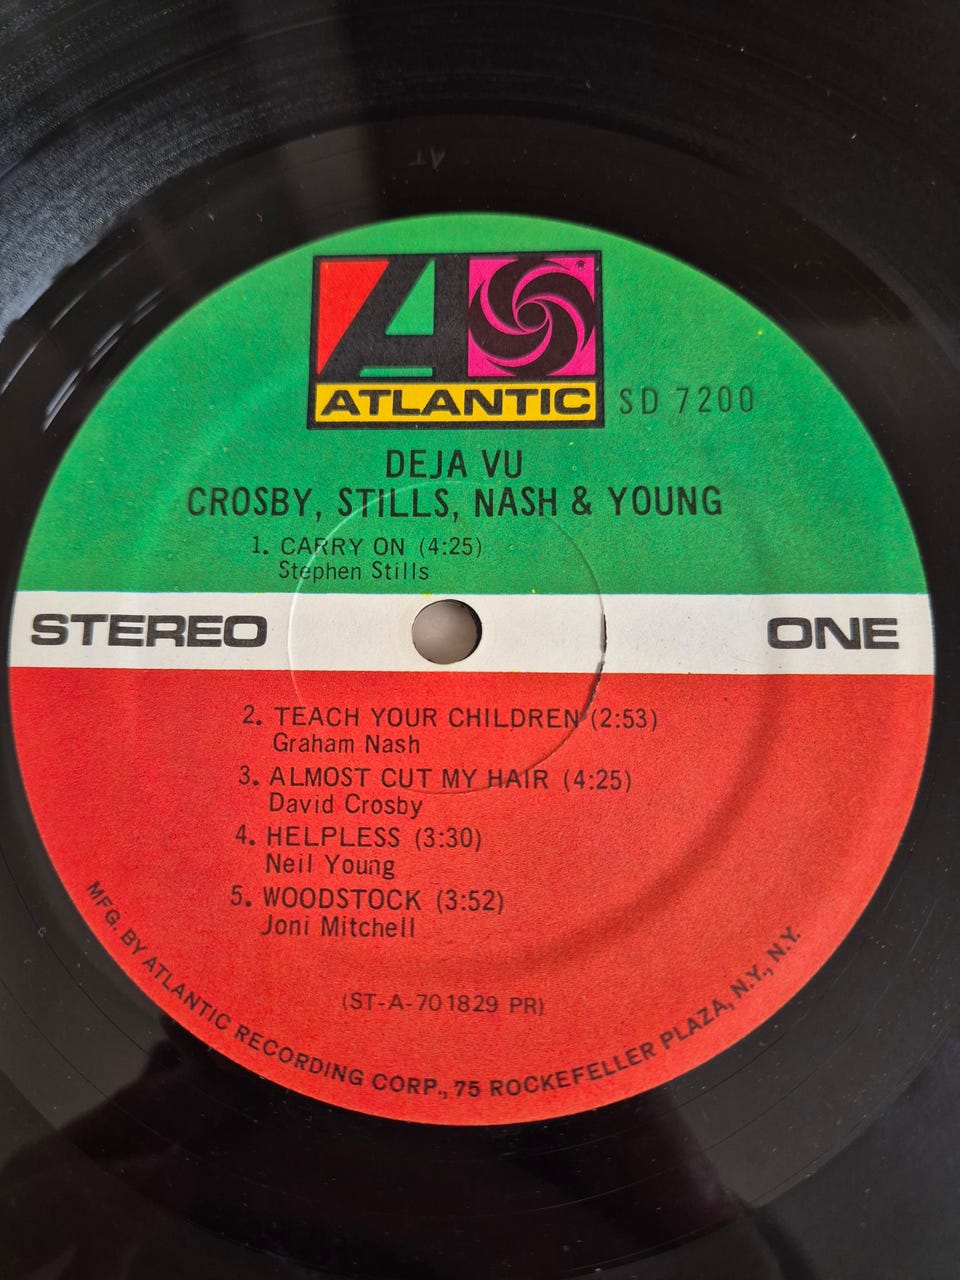 ATLANTIC
SD 7200
DEJA VU
CROSBY, STILLS, NASH & YOUNG
1. CARRY ON (4:25)
Stephen Stills
STEREO
ONE
2. TEACH YOUR CHILDREN (2:53)
Graham Nash
3. ALMOST CUT MY HAIR (4:25)
David Crosby
4. HELPLESS (3:30)
Neil Young
5. WOODSTOCK (3:52)
Joni Mitchell
(ST-A-701829 PR)
MFG. BY ATLANTIC RECORDING CORP., 75 ROCKEFELLER PLAZA, N.Y., N.Y.